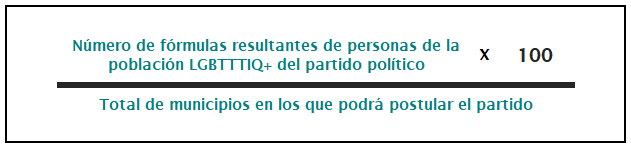 Número de fórmulas resultantes de personas de la
población LGBTTTIQ+ del partido político X 100
Total de municipios en los que podrá postular el partido